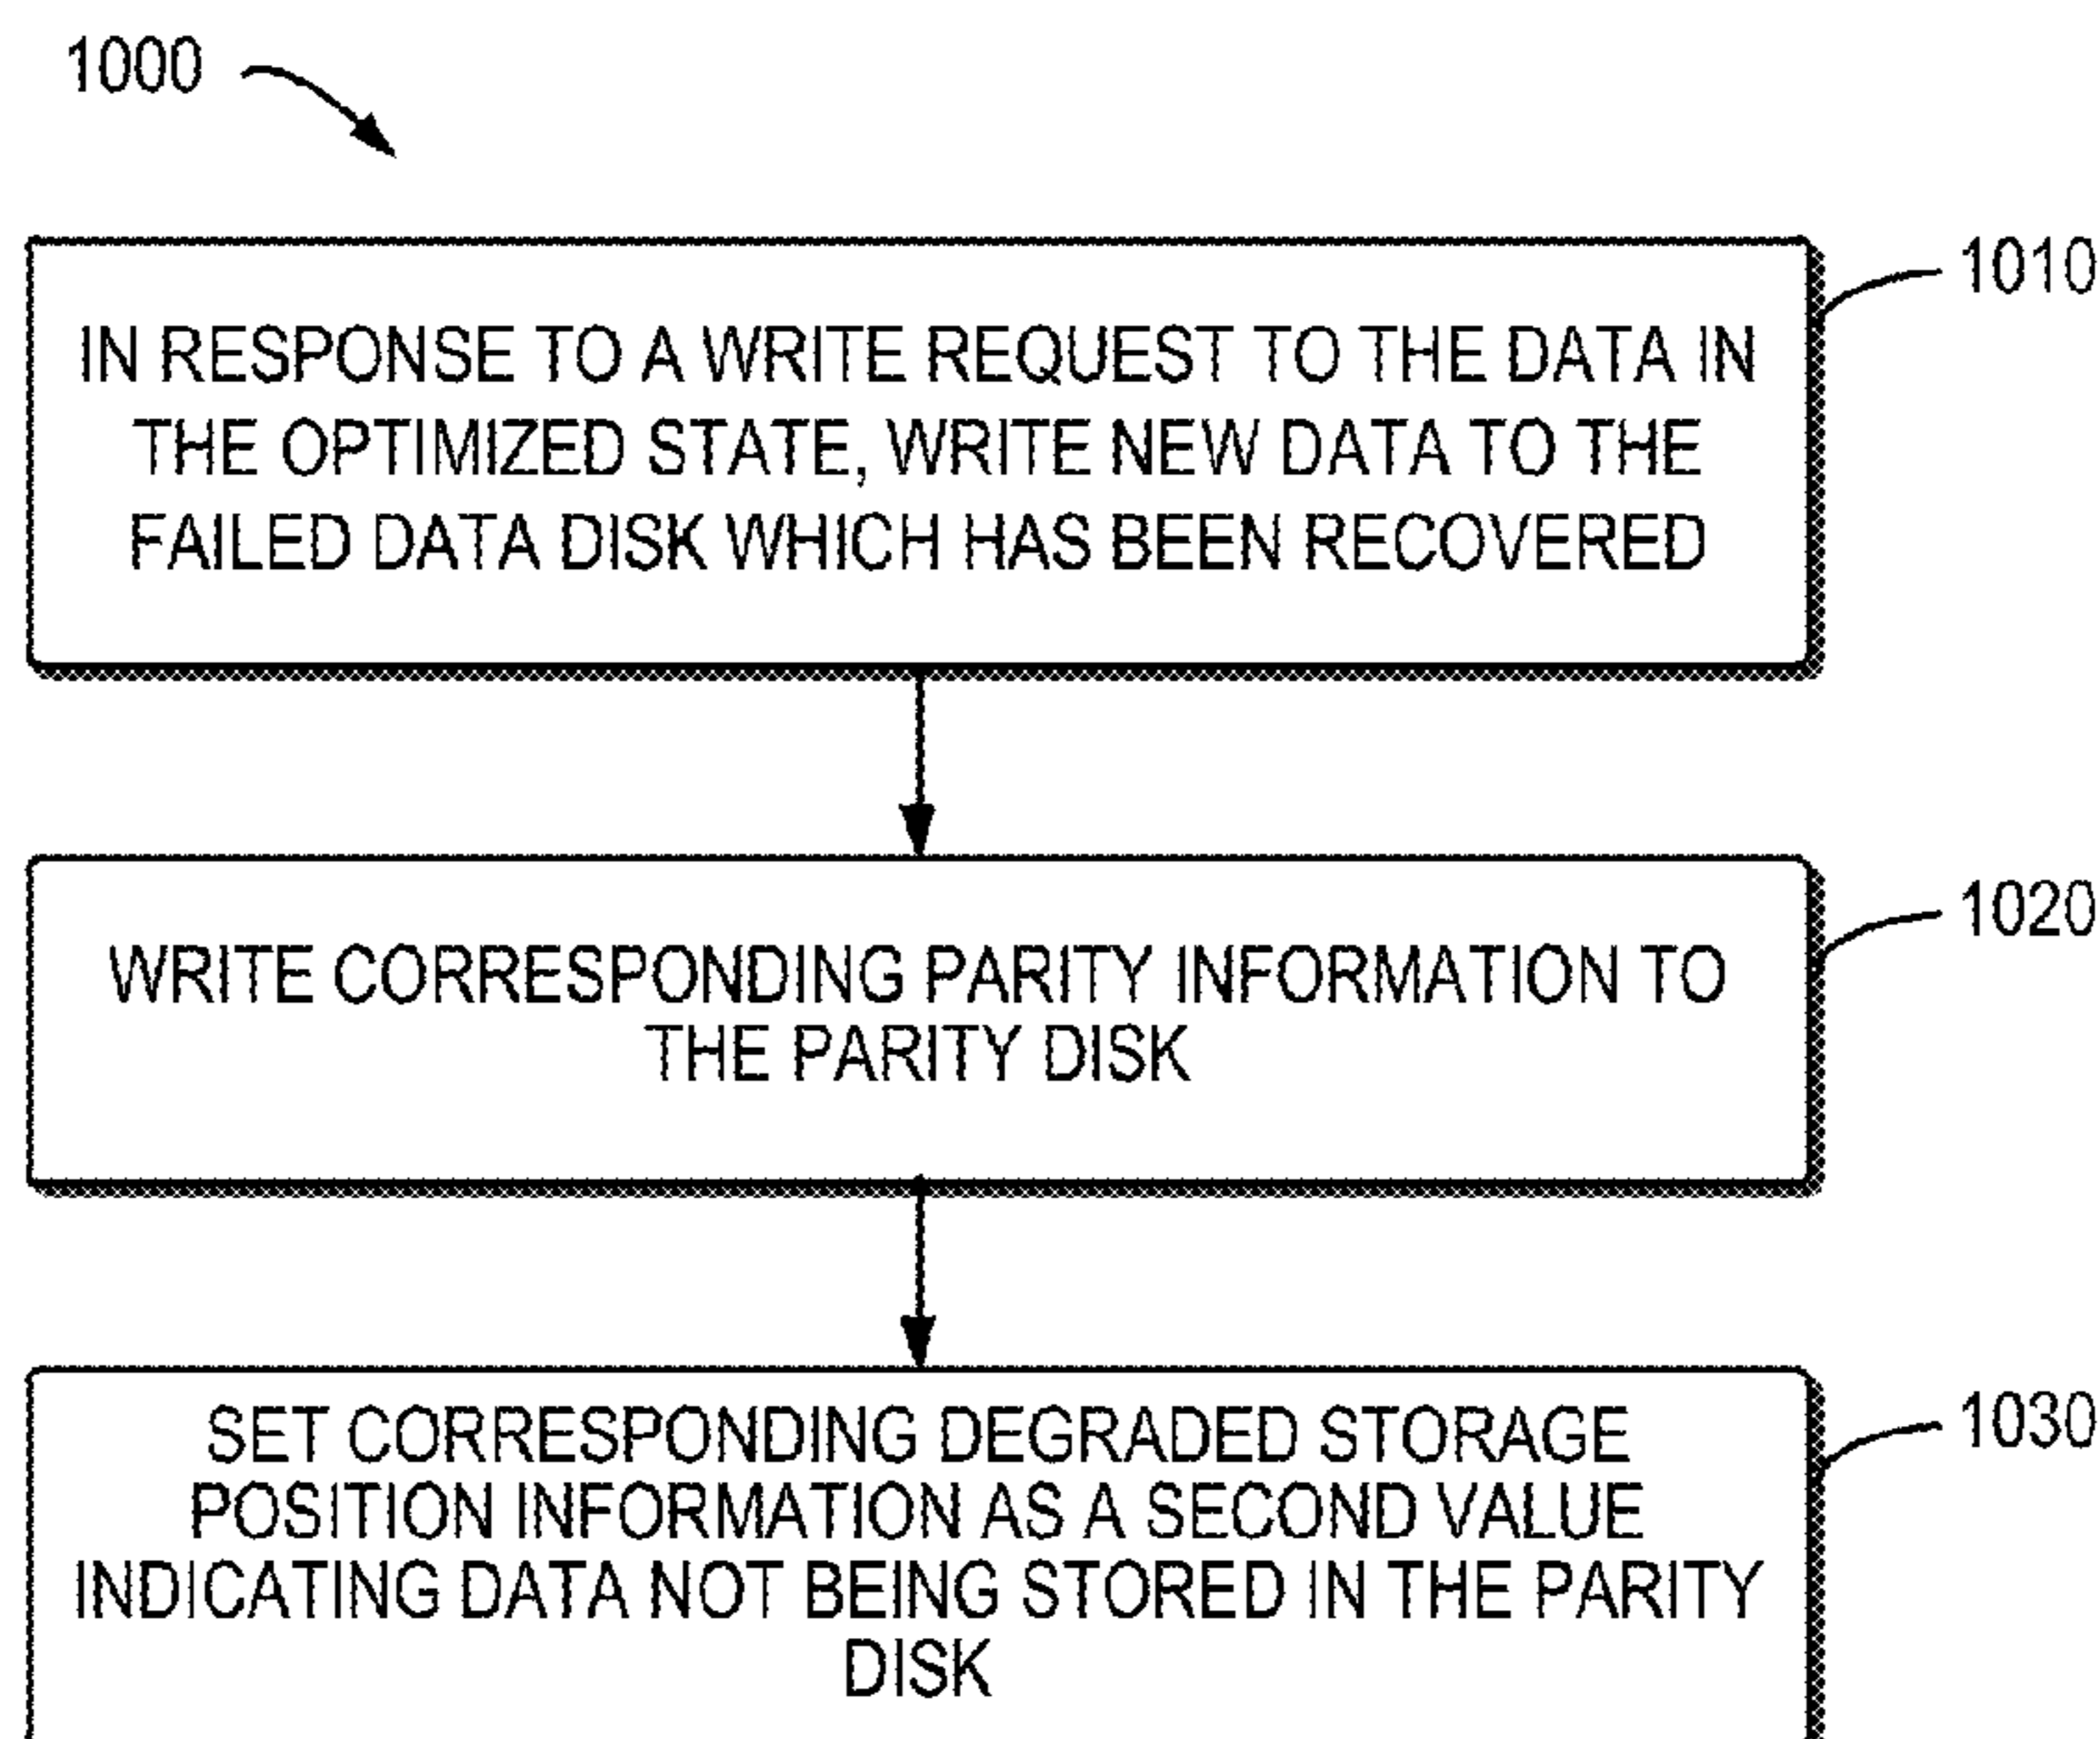 1000
1010
IN RESPONSE TO A WRITE REQUEST TO THE DATA IN
THE OPTIMIZED STATE, WRITE NEW DATA TO THE
FAILED DATA DISK WHICH HAS BEEN RECOVERED
1020
WRITE CORRESPONDING PARITY INFORMATION TO
THE PARITY DISK
1030
SET CORRESPONDING DEGRADED STORAGE
POSITION INFORMATION AS A SECOND VALUE
INDICATING DATA NOT BEING STORED IN THE PARITY
DISK